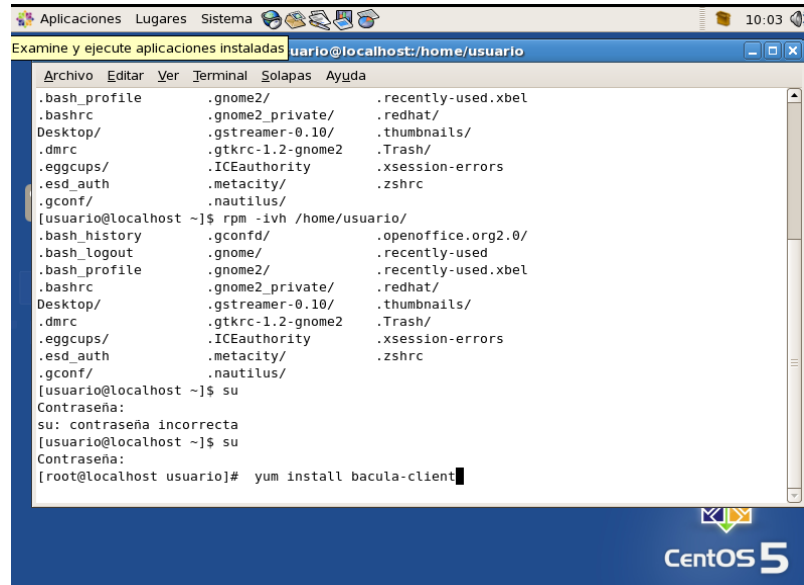 Aplicaciones Lugares Sistema 10:03
Examine y ejecute aplicaciones instaladas
uario@localhost:/home/usuario
Archivo Editar Ver Terminal Solapas Ayuda
.bash_profile .gnome2/ .recently-used.xbel
.bashrc .gnome2_private/ .redhat/
Desktop/ .gstreamer-0.10/ .thumbnails/
.dmrc .gtkrc-1.2-gnome2 .Trash/
.eggcups/ .ICEauthority .xsession-errors
.esd_auth .metacity/ .zshrc
.gconf/ .nautilus/
[usuario@localhost ~]$ rpm -ivh /home/usuario/
.bash_history .gconfd/ .openoffice.org2.0/
.bash_logout .gnome/ .recently-used
.bash_profile .gnome2/ .recently-used.xbel
.bashrc .gnome2_private/ .redhat/
Desktop/ .gstreamer-0.10/ .thumbnails/
.dmrc .gtkrc-1.2-gnome2 .Trash/
.eggcups/ .ICEauthority .xsession-errors
.esd_auth .metacity/ .zshrc
.gconf/ .nautilus/
[usuario@localhost ~]$ su
Contraseña:
su: contraseña incorrecta
[usuario@localhost ~]$ su
Contraseña:
[root@localhost usuario]# yum install bacula-client
CentOS 5